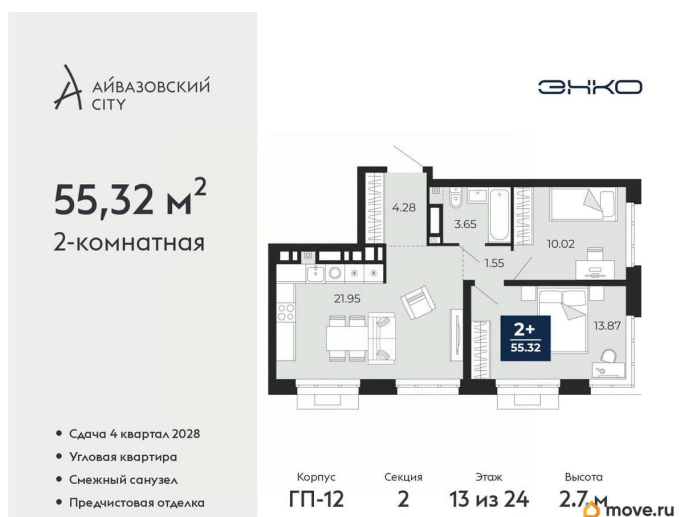 АЙВАЗОВСКИЙ
CITY
ЭНКО
55,32 м²
2-комнатная
4.28
3.65
10.02
1.55
21.95
2+
55.32
13.87
• Сдача 4 квартал 2028
• Угловая квартира
• Смежный санузел
• Предчистовая отделка
Корпус
ГП-12
Секция
2
Этаж
13 из 24
Высота
2.7 м
move.ru